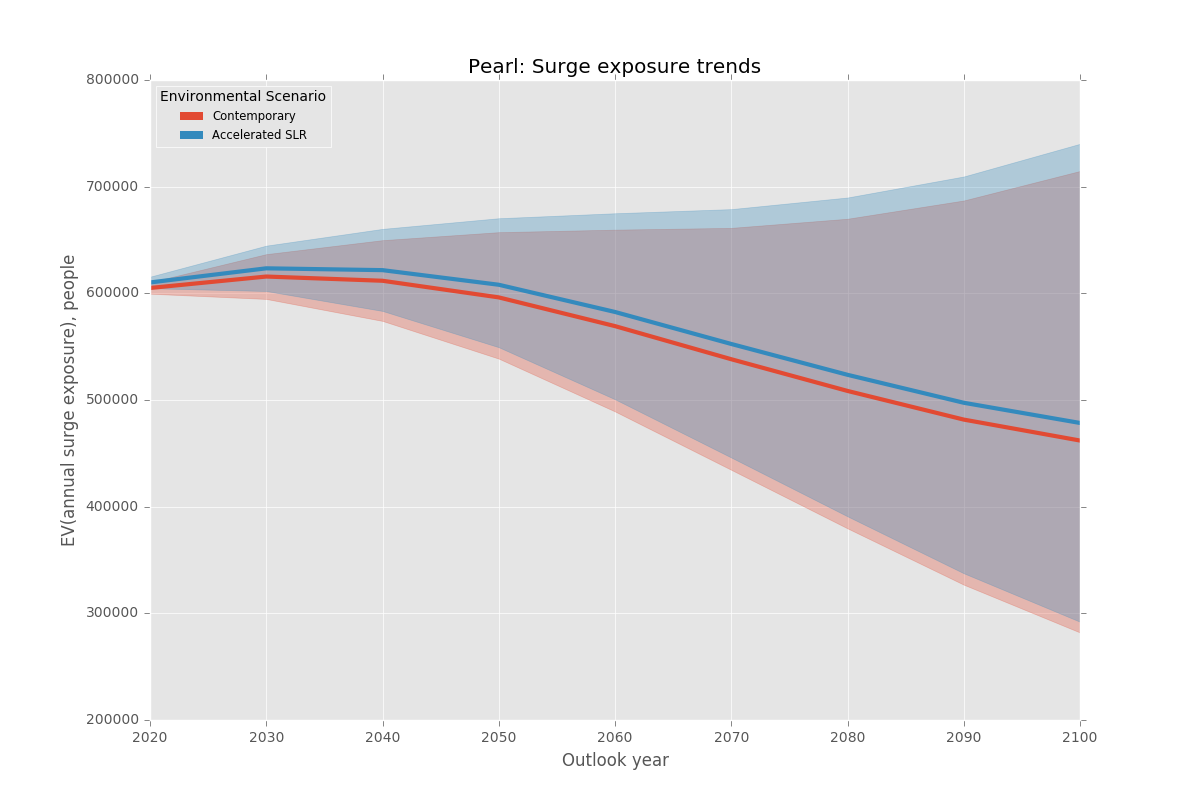 Pearl: Surge exposure trends
Environmental Scenario
Contemporary
Accelerated SLR
EV(annual surge exposure), people
800000
700000
600000
500000
400000
300000
200000
2020 2030 2040 2050 2060 2070 2080 2090 2100
Outlook year